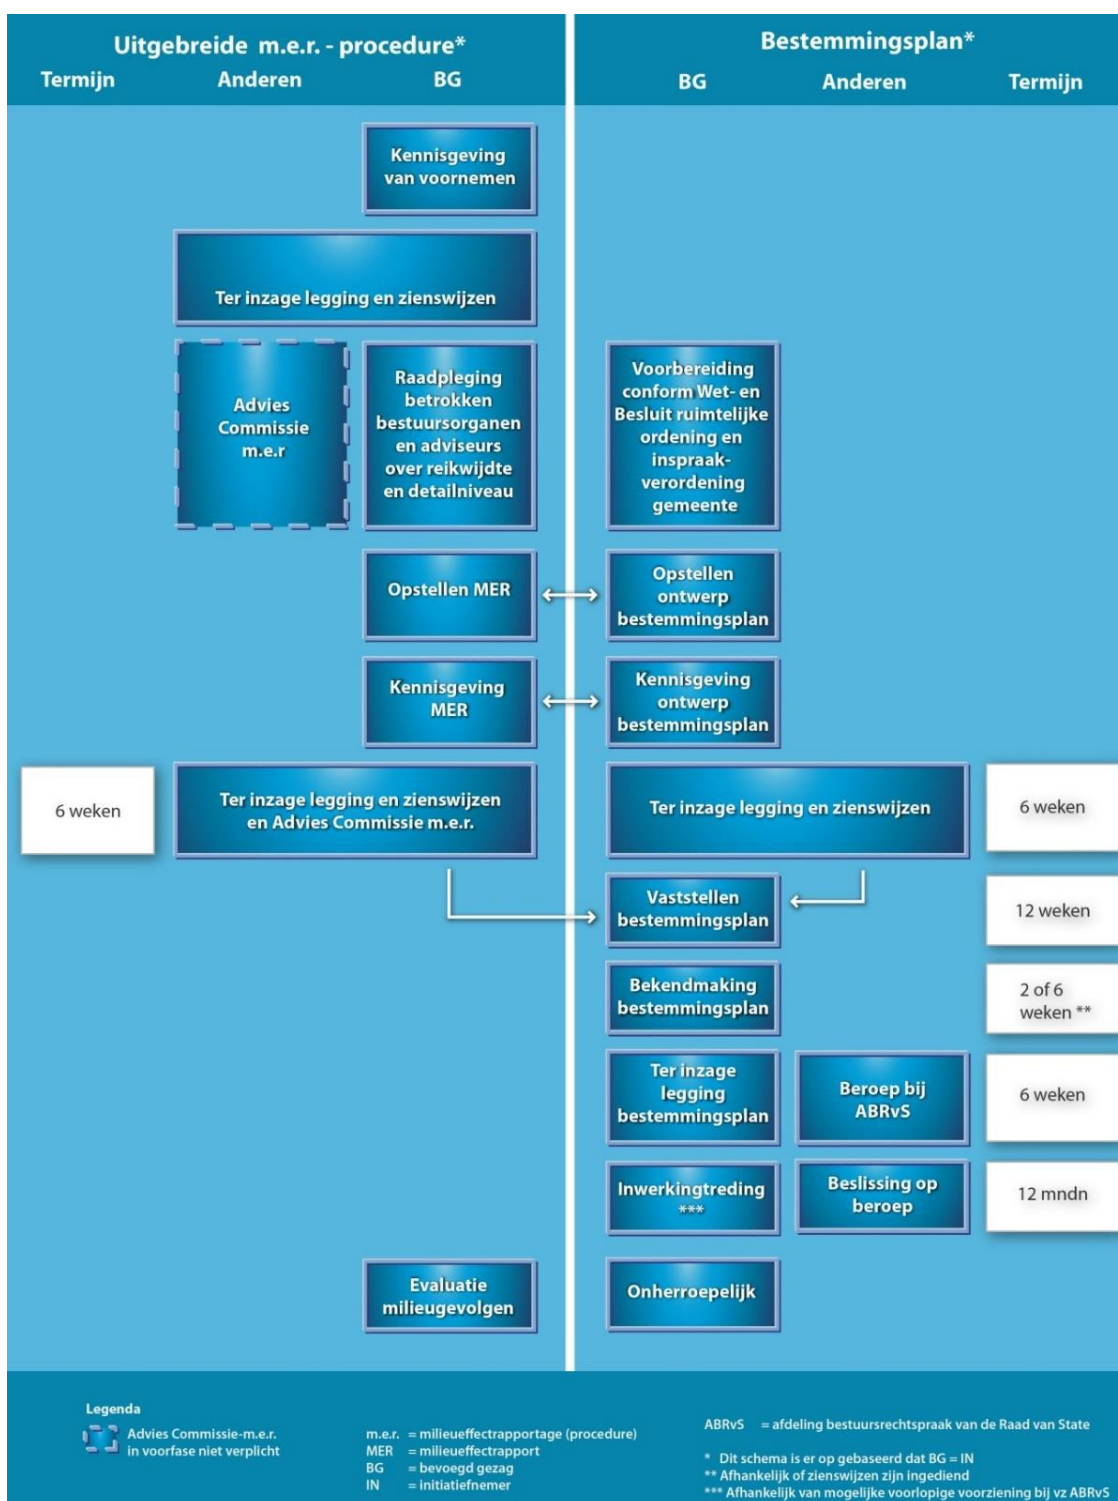 Uitgebreide m.e.r. - procedure*
Termijn
Anderen
BG
Bestemmingsplan*
BG
Anderen
Termijn
Kennisgeving
van voornemen
Ter inzage legging en zienswijzen
Advies
Commissie
m.e.r
Raadpleging
betrokken
bestuursorganen
en adviseurs
over reikwijdte
en detailniveau
Voorbereiding
conform Wet- en
Besluit ruimtelijke
ordening en
inspraak-
verordening
gemeente
Opstellen MER
Opstellen
ontwerp
bestemmingsplan
Kennisgeving
MER
Kennisgeving
ontwerp
bestemmingsplan
6 weken
Ter inzage legging en zienswijzen
en Advies Commissie m.e.r.
Ter inzage legging en zienswijzen
6 weken
Vaststellen
bestemmingsplan
12 weken
Bekendmaking
bestemmingsplan
2 of 6
weken **
Ter inzage
legging
bestemmingsplan
Beroep bij
ABRvS
6 weken
Inwerkingtreding
***
Beslissing op
beroep
12 mndn
Evaluatie
milieugevolgen
Onherroepelijk
Legenda
Advies Commissie-m.e.r.
in voorfase niet verplicht
m.e.r. = milieueffectrapportage (procedure)
MER = milieueffectrapport
BG = bevoegd gezag
IN = initiatiefnemer
ABRvS = afdeling bestuursrechtspraak van de Raad van State
* Dit schema is er op gebaseerd dat BG = IN
** Afhankelijk of zienswijzen zijn ingediend
*** Afhankelijk van mogelijke voorlopige voorziening bij vz ABRvS